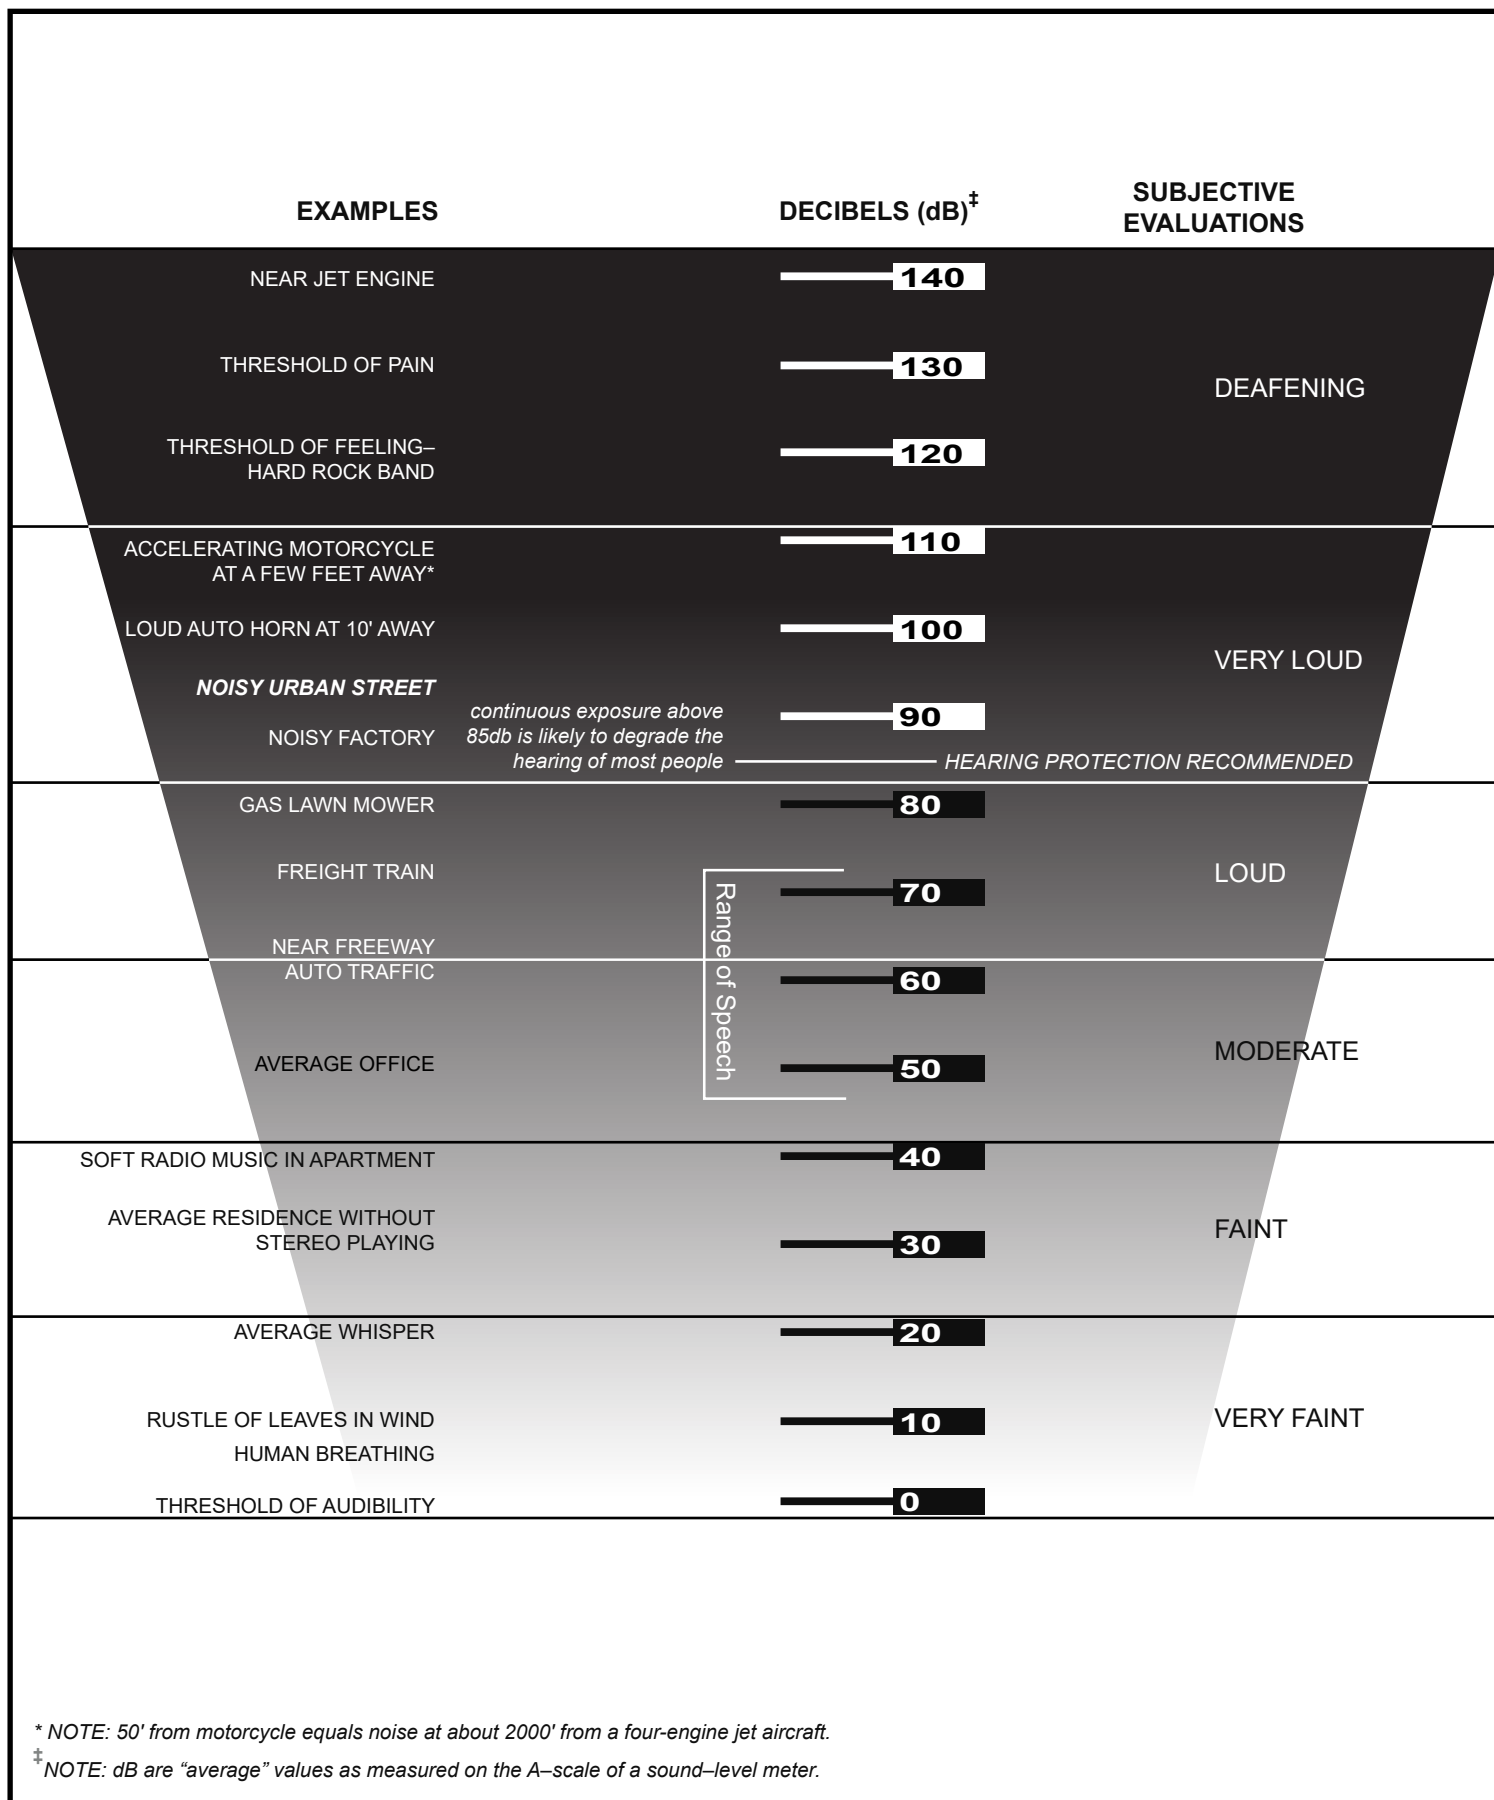 EXAMPLES
DECIBELS (dB)‡
SUBJECTIVE
EVALUATIONS
NEAR JET ENGINE
140
THRESHOLD OF PAIN
130
DEAFENING
THRESHOLD OF FEELING–
HARD ROCK BAND
120
ACCELERATING MOTORCYCLE
AT A FEW FEET AWAY*
110
LOUD AUTO HORN AT 10' AWAY
100
VERY LOUD
NOISY URBAN STREET
NOISY FACTORY
continuous exposure above
85db is likely to degrade the
hearing of most people
90
HEARING PROTECTION RECOMMENDED
GAS LAWN MOWER
80
FREIGHT TRAIN
70
LOUD
Range of Speech
NEAR FREEWAY
AUTO TRAFFIC
60
AVERAGE OFFICE
50
MODERATE
SOFT RADIO MUSIC IN APARTMENT
40
AVERAGE RESIDENCE WITHOUT
STEREO PLAYING
30
FAINT
AVERAGE WHISPER
20
RUSTLE OF LEAVES IN WIND
10
VERY FAINT
HUMAN BREATHING
THRESHOLD OF AUDIBILITY
0
* NOTE: 50' from motorcycle equals noise at about 2000' from a four-engine jet aircraft.
‡ NOTE: dB are “average” values as measured on the A–scale of a sound–level meter.